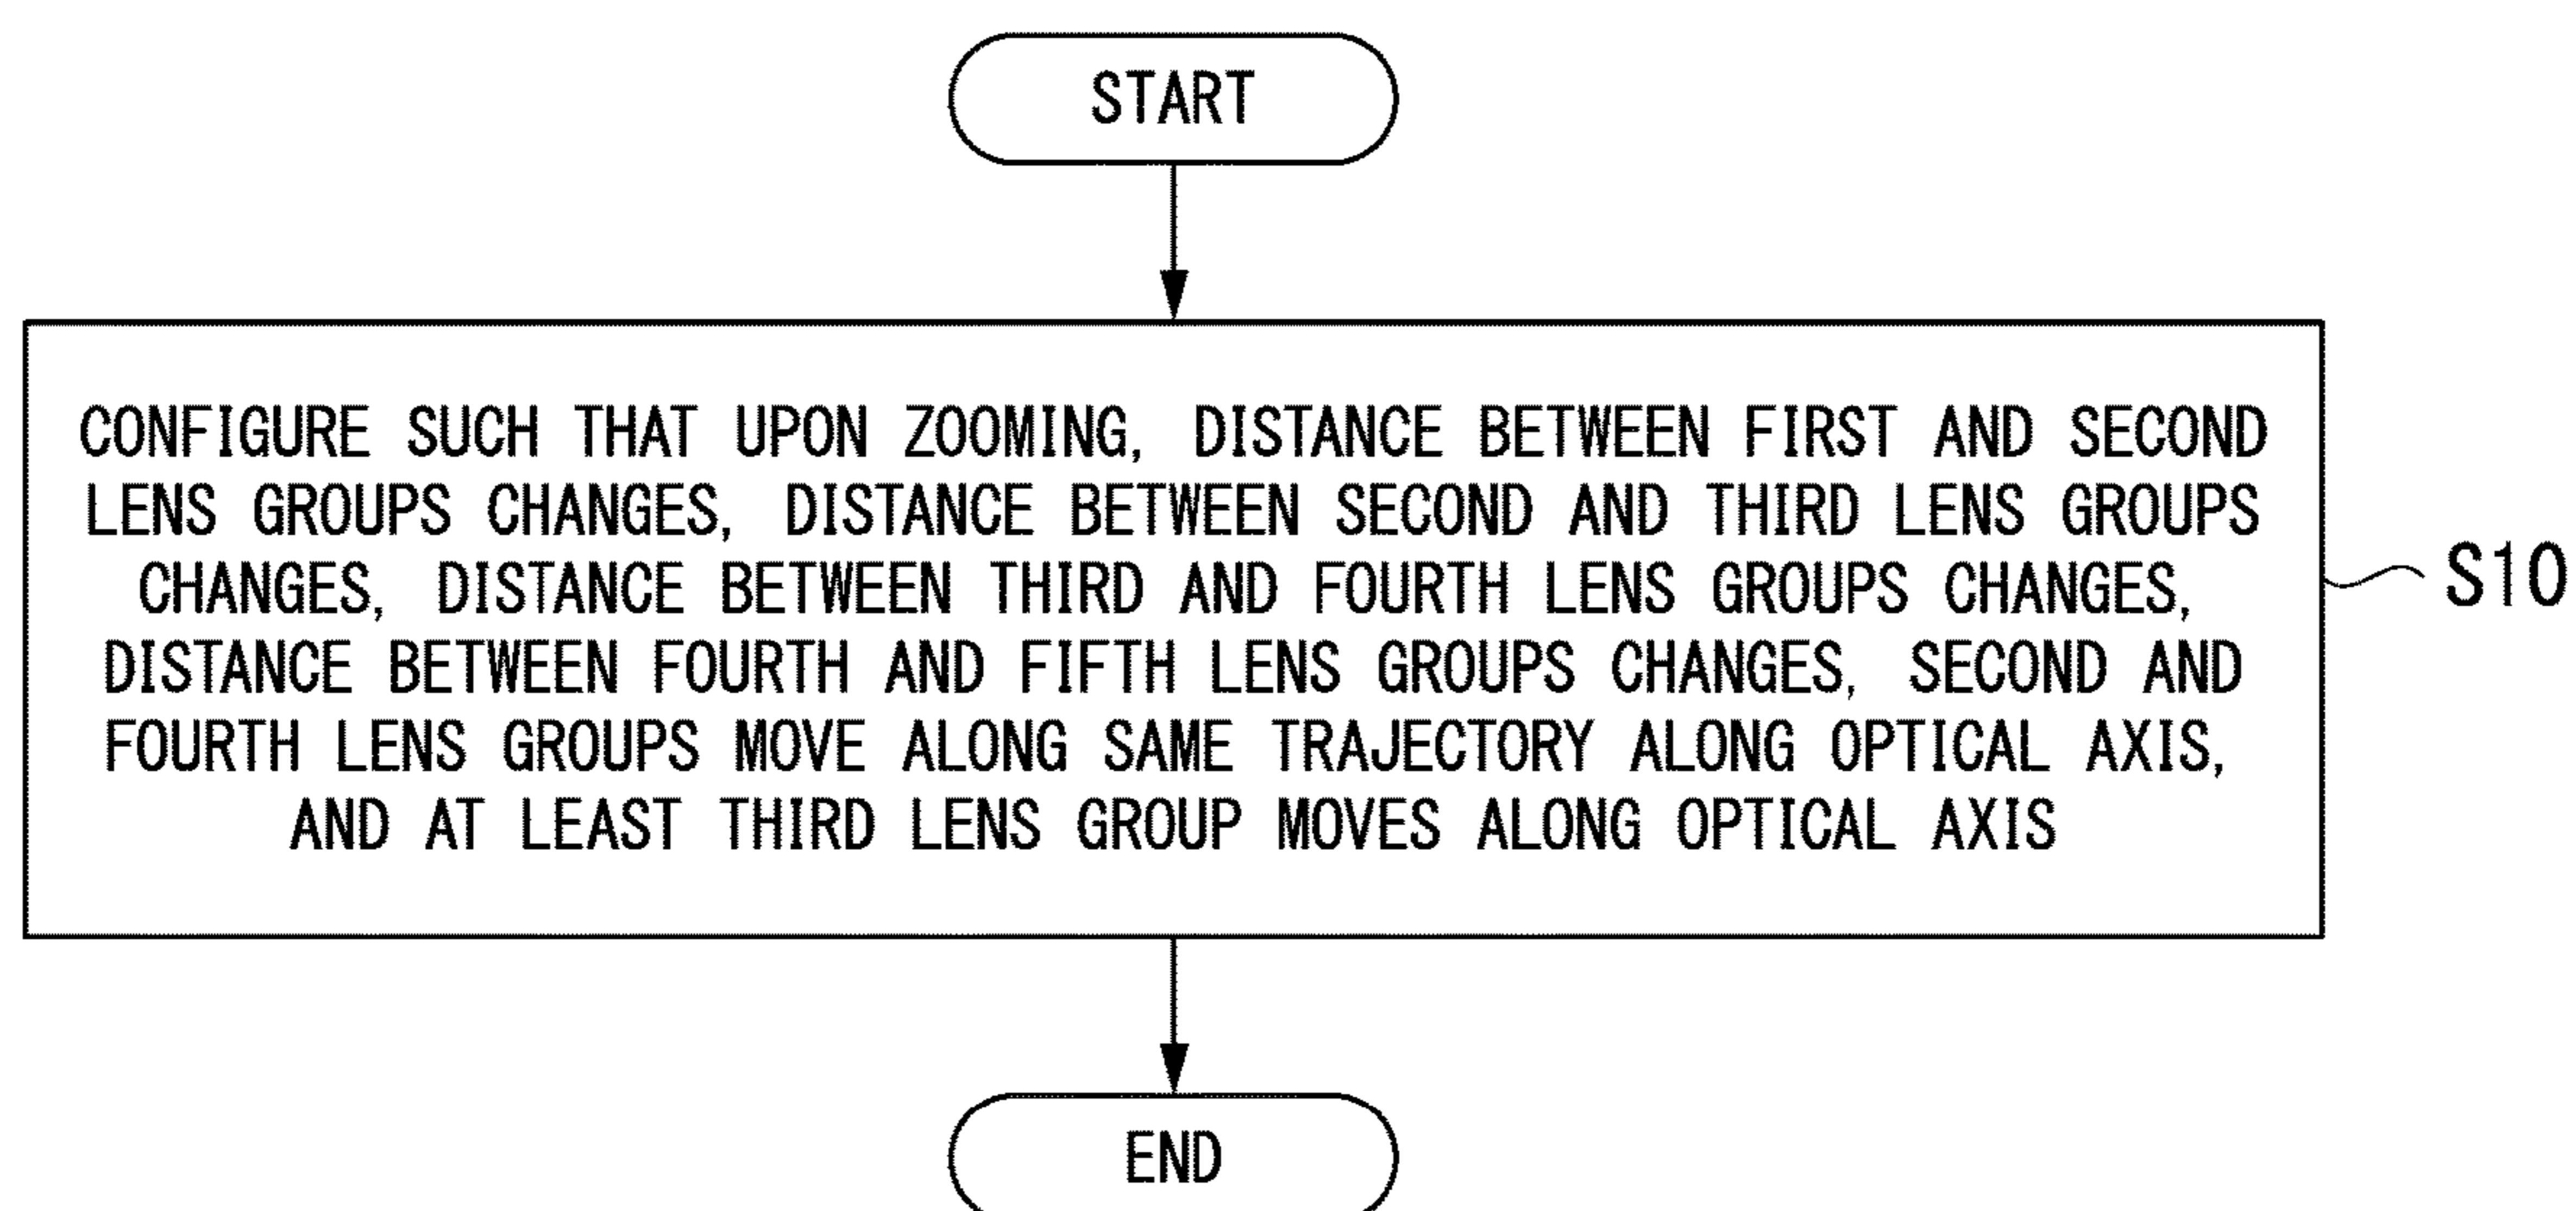 START
CONFIGURE SUCH THAT UPON ZOOMING, DISTANCE BETWEEN FIRST AND SECOND
LENS GROUPS CHANGES, DISTANCE BETWEEN SECOND AND THIRD LENS GROUPS
CHANGES, DISTANCE BETWEEN THIRD AND FOURTH LENS GROUPS CHANGES,
DISTANCE BETWEEN FOURTH AND FIFTH LENS GROUPS CHANGES, SECOND AND
FOURTH LENS GROUPS MOVE ALONG SAME TRAJECTORY ALONG OPTICAL AXIS,
AND AT LEAST THIRD LENS GROUP MOVES ALONG OPTICAL AXIS
S10
END